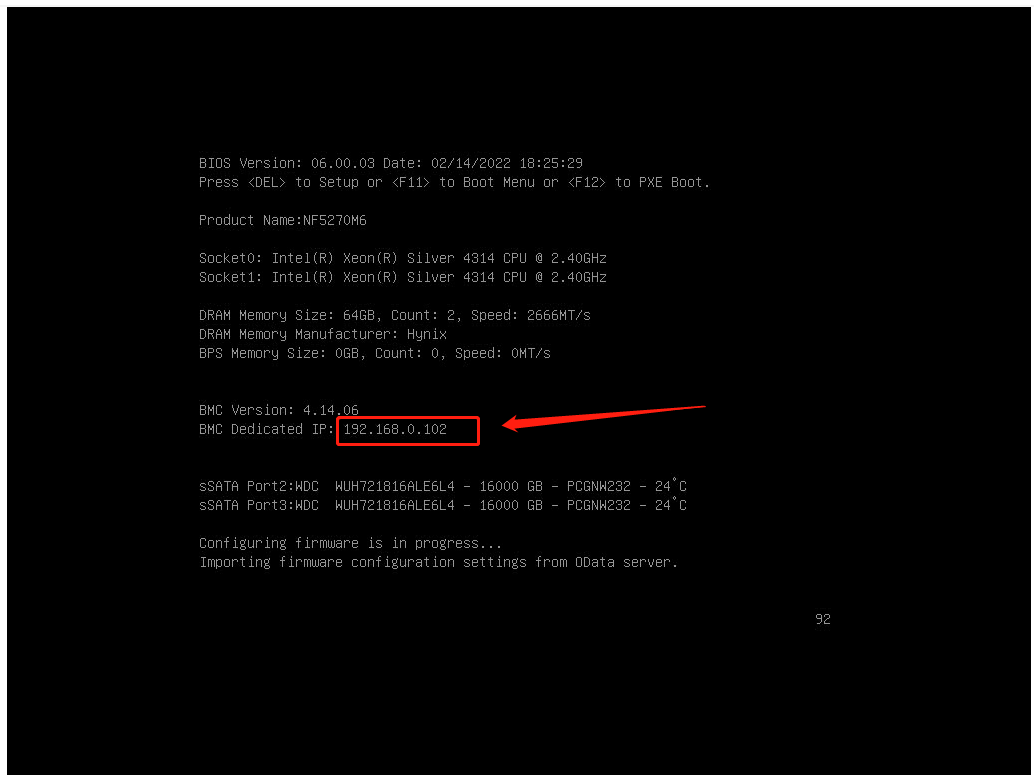 BIOS Version: 06.00.03 Date: 02/14/2022 18:25:29
Press <DEL> to Setup or <F11> to Boot Menu or <F12> to PXE Boot.
Product Name:NF5270M6
Socket0: Intel(R) Xeon(R) Silver 4314 CPU @ 2.40GHz
Socket1: Intel(R) Xeon(R) Silver 4314 CPU @ 2.40GHz
DRAM Memory Size: 64GB, Count: 2, Speed: 2666MT/s
DRAM Memory Manufacturer: Hynix
BPS Memory Size: 0GB, Count: 0, Speed: 0MT/s
BMC Version: 4.14.06
BMC Dedicated IP: 192.168.0.102
sSATA Port2:WDC  WUH721816ALE6L4 - 16000 GB - PCGNW232 - 24°C
sSATA Port3:WDC  WUH721816ALE6L4 - 16000 GB - PCGNW232 - 24°C
Configuring firmware is in progress...
Importing firmware configuration settings from OData server.
92